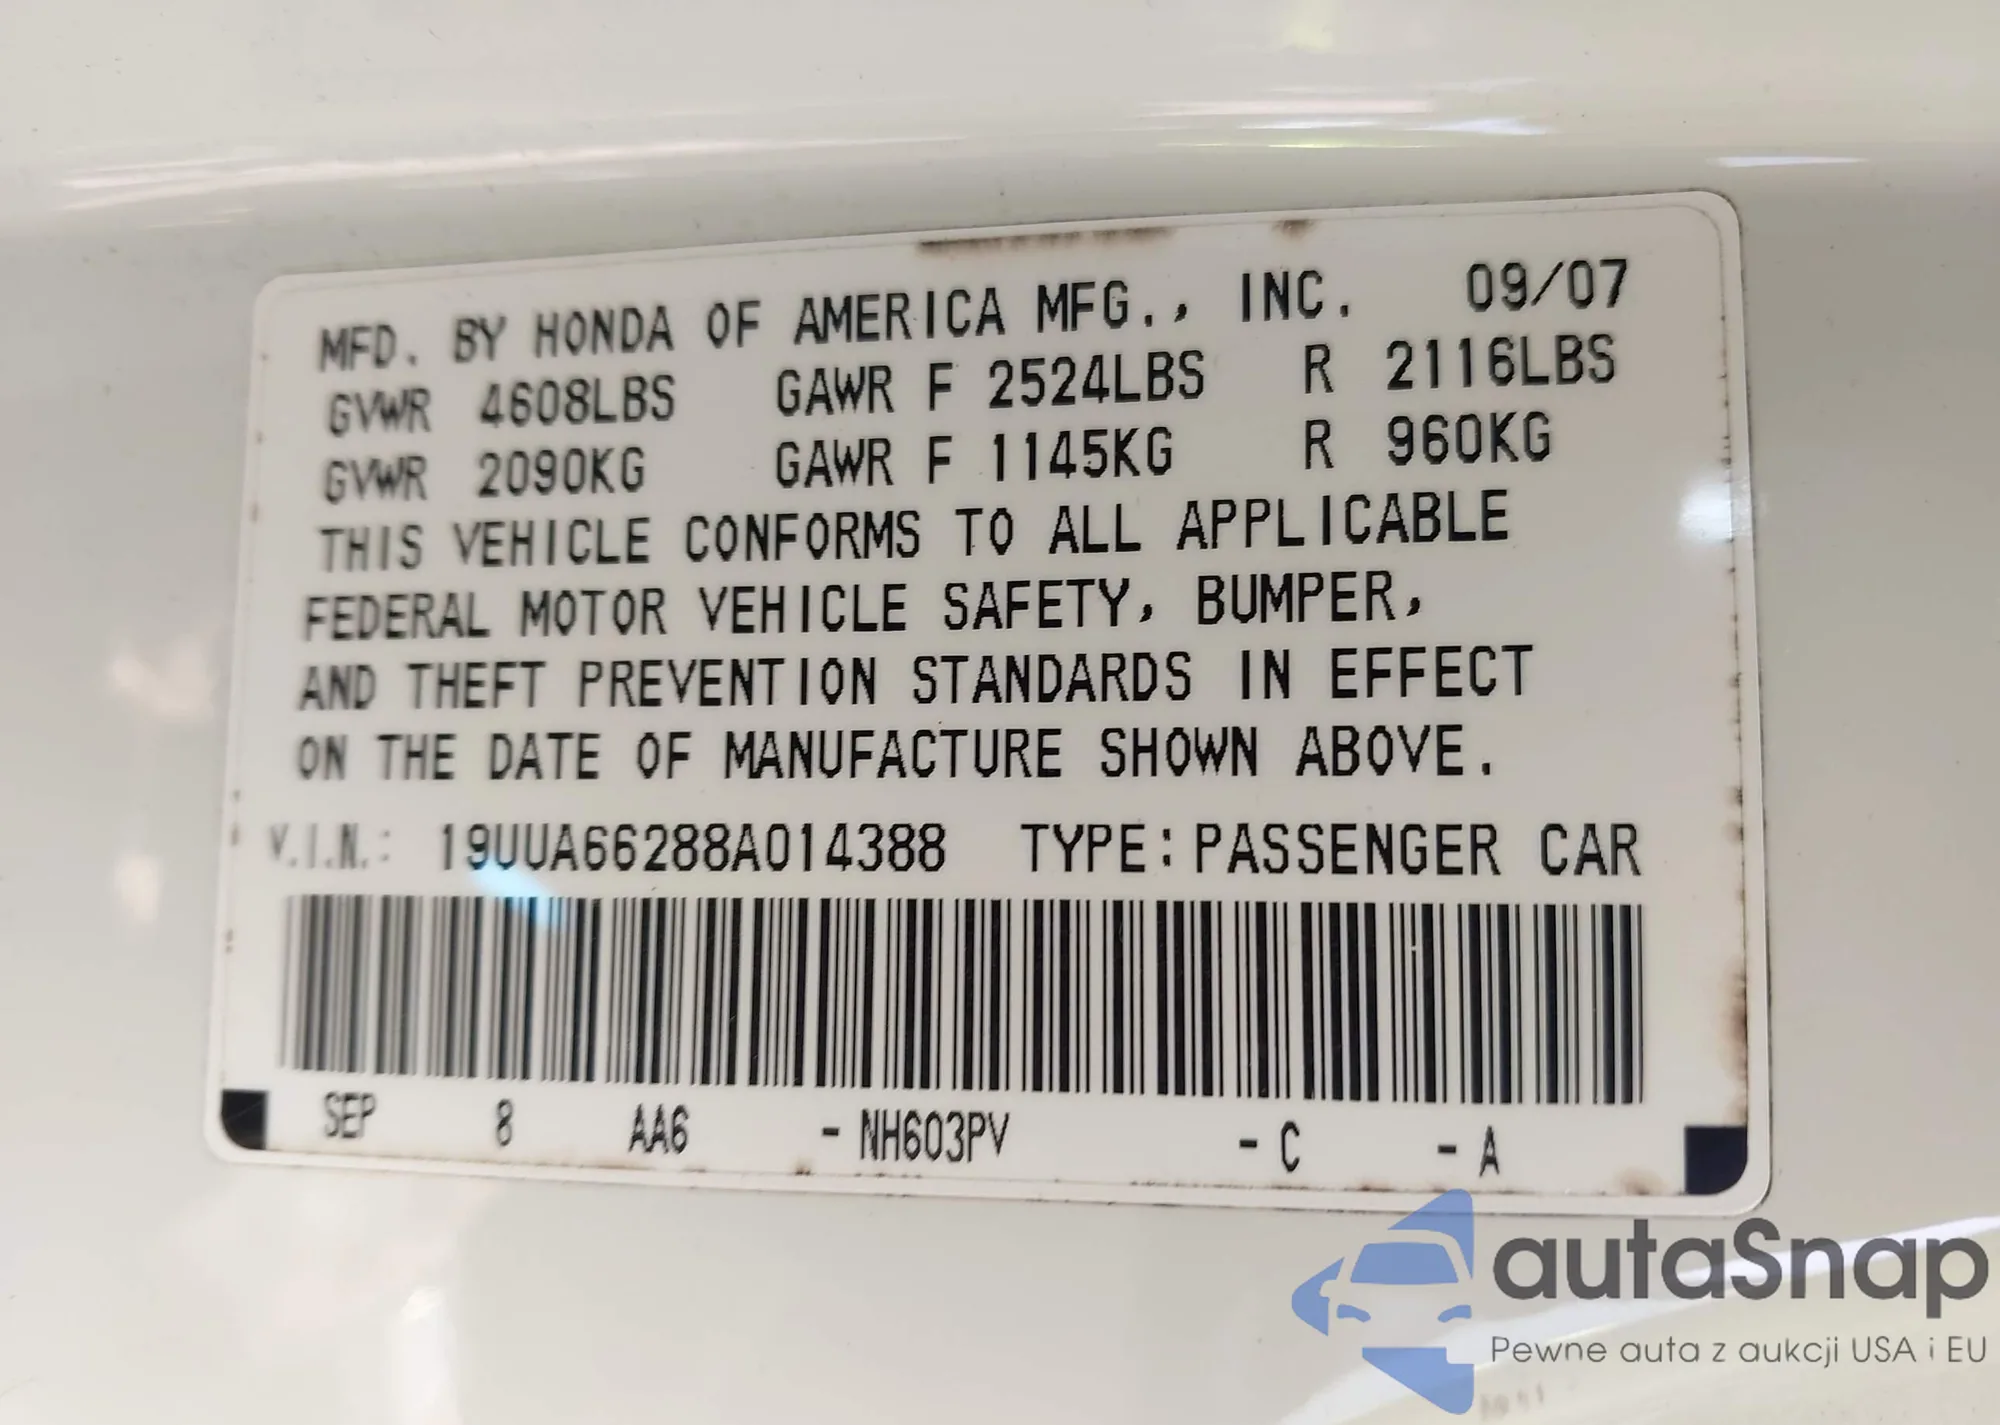 MFD. BY HONDA OF AMERICA MFG., INC. 09/07
GVWR 4608LBS GAWR F 2524LBS R 2116LBS
GVWR 2090KG GAWR F 1145KG R 960KG
THIS VEHICLE CONFORMS TO ALL APPLICABLE
FEDERAL MOTOR VEHICLE SAFETY, BUMPER,
AND THEFT PREVENTION STANDARDS IN EFFECT
ON THE DATE OF MANUFACTURE SHOWN ABOVE.
V.I.N.: 19UUA66288A014388 TYPE: PASSENGER CAR
SEP 8 AA6 - NH603PV - C - A
autaSnap
Pewne auta z aukcji USA i EU